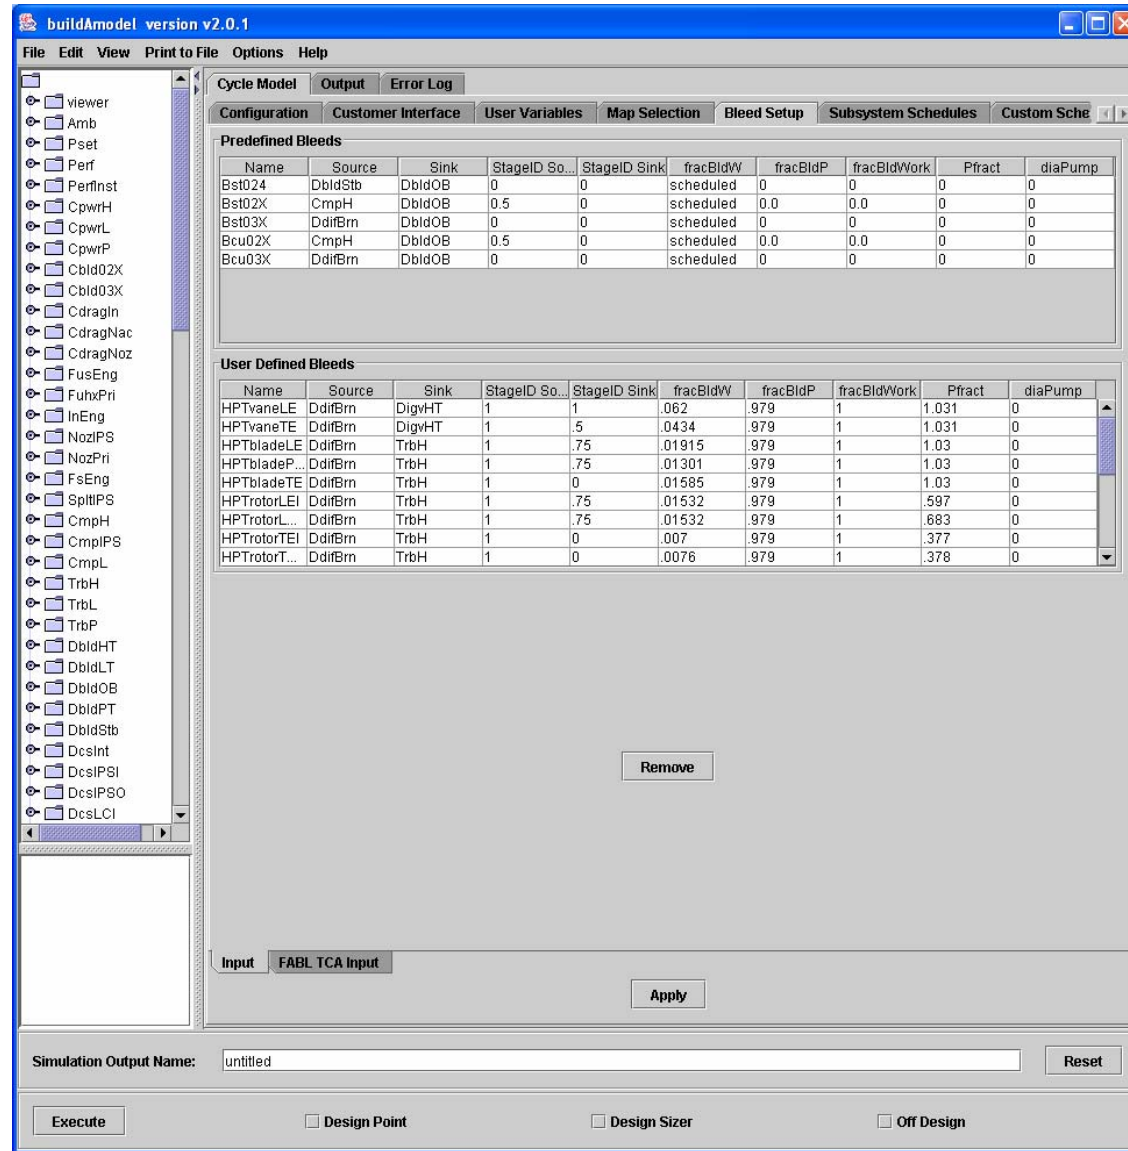 buildAmodel version v2.0.1
File Edit View Print to File Options Help
viewer
Amb
Pset
Perf
PerfInst
CpwrH
CpwrL
CpwrP
Cbld02X
Cbld03X
CdragIn
CdragNac
CdragNoz
FusEng
FuhxPri
InEng
NozIPS
NozPri
FsEng
SpltIPS
CmpH
CmpIPS
CmpL
TrbH
TrbL
TrbP
DbldHT
DbldLT
DbldOB
DbldPT
DbldStb
DcsInt
DcsIPSI
DcsIPSO
DcsLCI
Cycle Model Output Error Log
Configuration Customer Interface User Variables Map Selection Bleed Setup Subsystem Schedules Custom Sche
Predefined Bleeds
Name Source Sink StageID So... StageID Sink fracBldW fracBldP fracBldWork Pfract diaPump
Bst024 DbldStb DbldOB 0 0 scheduled 0 0 0 0
Bst02X CmpH DbldOB 0.5 0 scheduled 0.0 0.0 0 0
Bst03X DdifBrn DbldOB 0 0 scheduled 0 0 0 0
Bcu02X CmpH DbldOB 0.5 0 scheduled 0.0 0.0 0 0
Bcu03X DdifBrn DbldOB 0 0 scheduled 0 0 0 0
User Defined Bleeds
Name Source Sink StageID So... StageID Sink fracBldW fracBldP fracBldWork Pfract diaPump
HPTvaneLE DdifBrn DigvHT 1 1 .062 .979 1 1.031 0
HPTvaneTE DdifBrn DigvHT 1 .5 .0434 .979 1 1.031 0
HPTbladeLE DdifBrn TrbH 1 .75 .01915 .979 1 1.03 0
HPTbladeP... DdifBrn TrbH 1 .75 .01301 .979 1 1.03 0
HPTbladeTE DdifBrn TrbH 1 0 .01585 .979 1 1.03 0
HPTrotorLEI DdifBrn TrbH 1 .75 .01532 .979 1 .597 0
HPTrotorL... DdifBrn TrbH 1 .75 .01532 .979 1 .683 0
HPTrotorTEI DdifBrn TrbH 1 0 .007 .979 1 .377 0
HPTrotorT... DdifBrn TrbH 1 0 .0076 .979 1 .378 0
Remove
Input FABL TCA Input
Apply
Simulation Output Name: untitled Reset
Execute Design Point Design Sizer Off Design